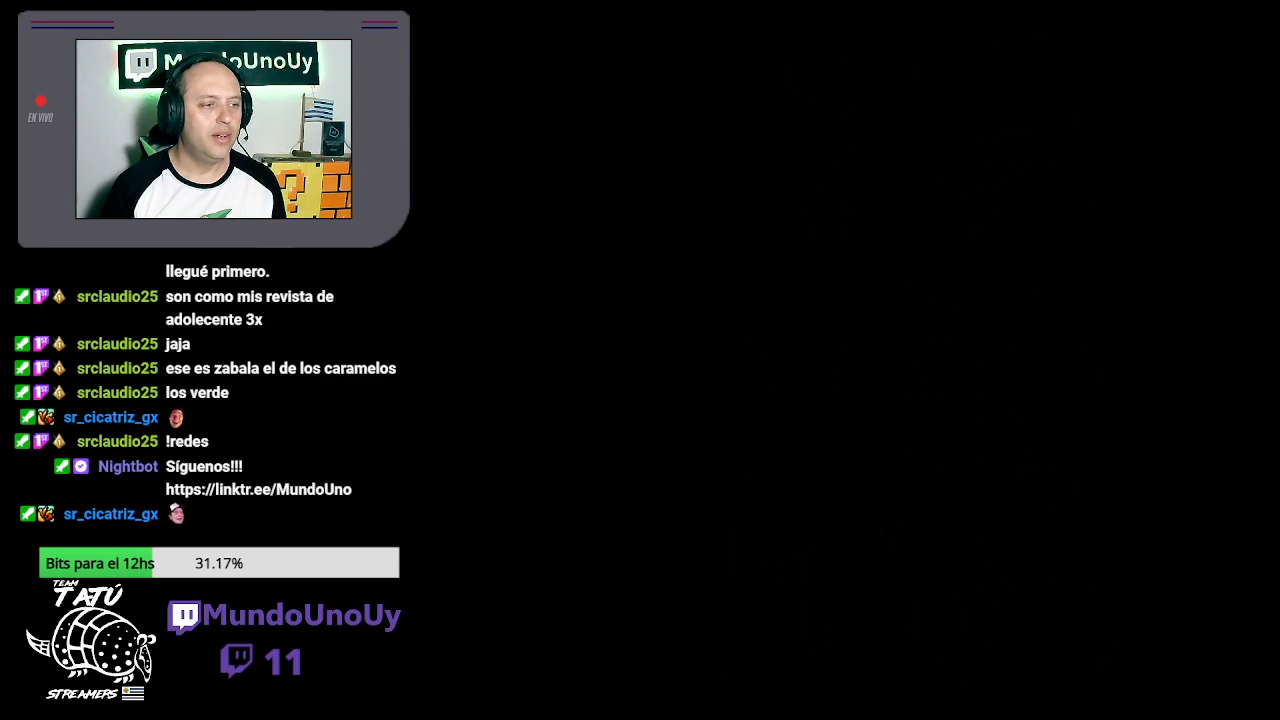 MundoUnoUy
EN VIVO
llegué primero.
srclaudio25 son como mis revista de
adolecente 3x
srclaudio25 jaja
srclaudio25 ese es zabala el de los caramelos
srclaudio25 los verde
sr_cicatriz_gx
srclaudio25 !redes
Nightbot Síguenos!!!
https://linktr.ee/MundoUno
sr_cicatriz_gx
Bits para el 12hs 31.17%
TEAM
TATÚ
STREAMERS
MundoUnoUy
11